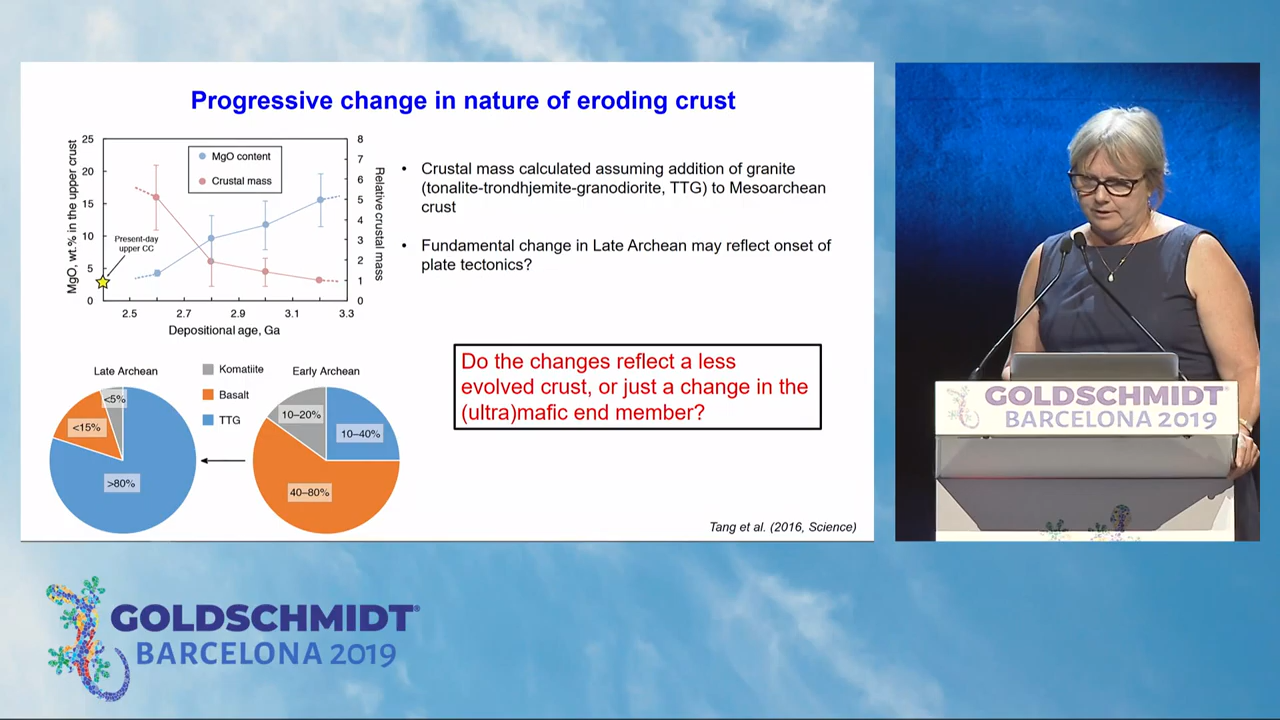 Progressive change in nature of eroding crust
25
20
15
10
5
0
MgO, wt.% in the upper crust
MgO content
Crustal mass
Present-day
upper CC
8
7
6
5
4
3
2
1
0
Relative crustal mass
2.5 2.7 2.9 3.1 3.3
Depositional age, Ga
• Crustal mass calculated assuming addition of granite
(tonalite-trondhjemite-granodiorite, TTG) to Mesoarchean
crust
• Fundamental change in Late Archean may reflect onset of
plate tectonics?
Late Archean
Komatiite
Basalt
TTG
Early Archean
<5%
<15%
>80%
10–20%
10–40%
40–80%
Do the changes reflect a less
evolved crust, or just a change in the
(ultra)mafic end member?
Tang et al. (2016, Science)
GOLDSCHMIDT
BARCELONA 2019
GOLDSCHMIDT®
BARCELONA 2019